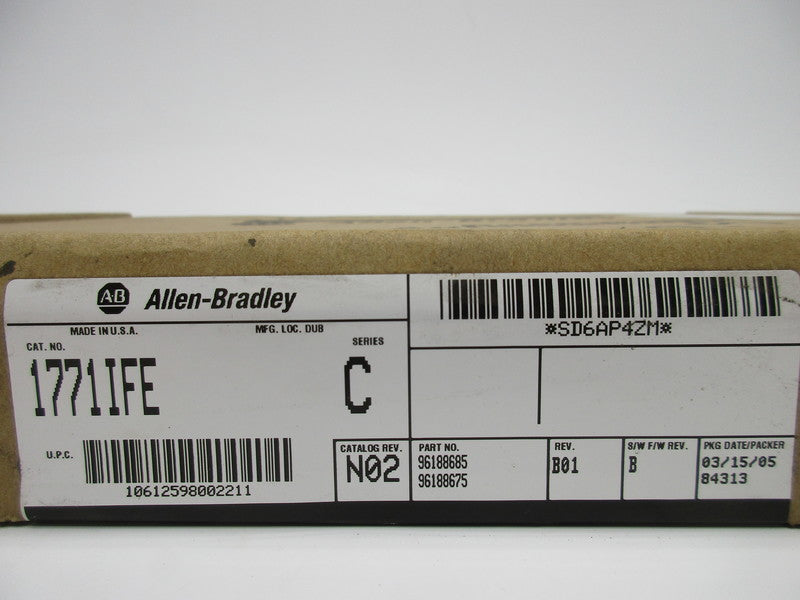 AB Allen-Bradley
*SD6AP4ZM*
MADE IN U.S.A. MFG. LOC. DUB
CAT. NO. SERIES
1771IFE C
U.P.C.
10612598002211
CATALOG REV.
N02
PART NO.
96188685
96188675
REV.
B01
S/W F/W REV.
B
PKG DATE/PACKER
03/15/05
84313